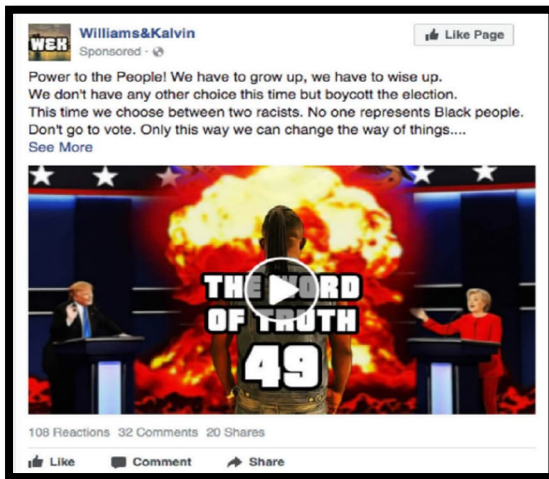 WEK
Williams&Kalvin
Sponsored ·
Like Page
Power to the People! We have to grow up, we have to wise up.
We don't have any other choice this time but boycott the election.
This time we choose between two racists. No one represents Black people.
Don't go to vote. Only this way we can change the way of things....
See More
THE WORD
OF TRUTH
49
108 Reactions 32 Comments 20 Shares
Like Comment Share